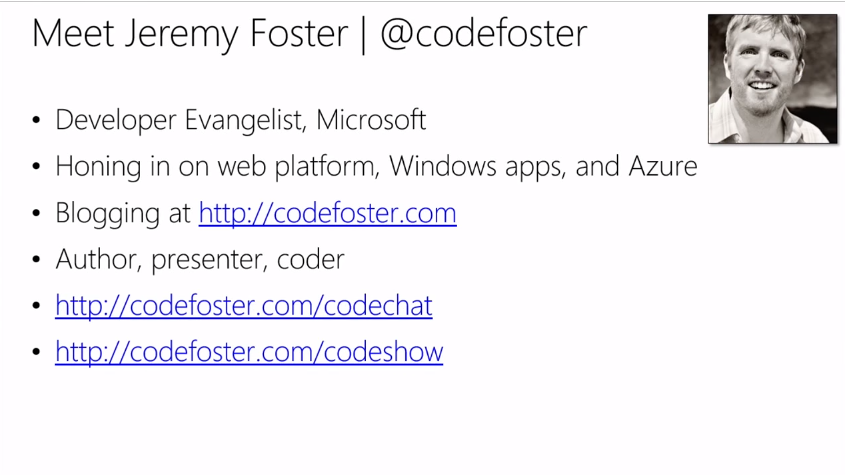 Meet Jeremy Foster | @codefoster
• Developer Evangelist, Microsoft
• Honing in on web platform, Windows apps, and Azure
• Blogging at http://codefoster.com
• Author, presenter, coder
• http://codefoster.com/codechat
• http://codefoster.com/codeshow